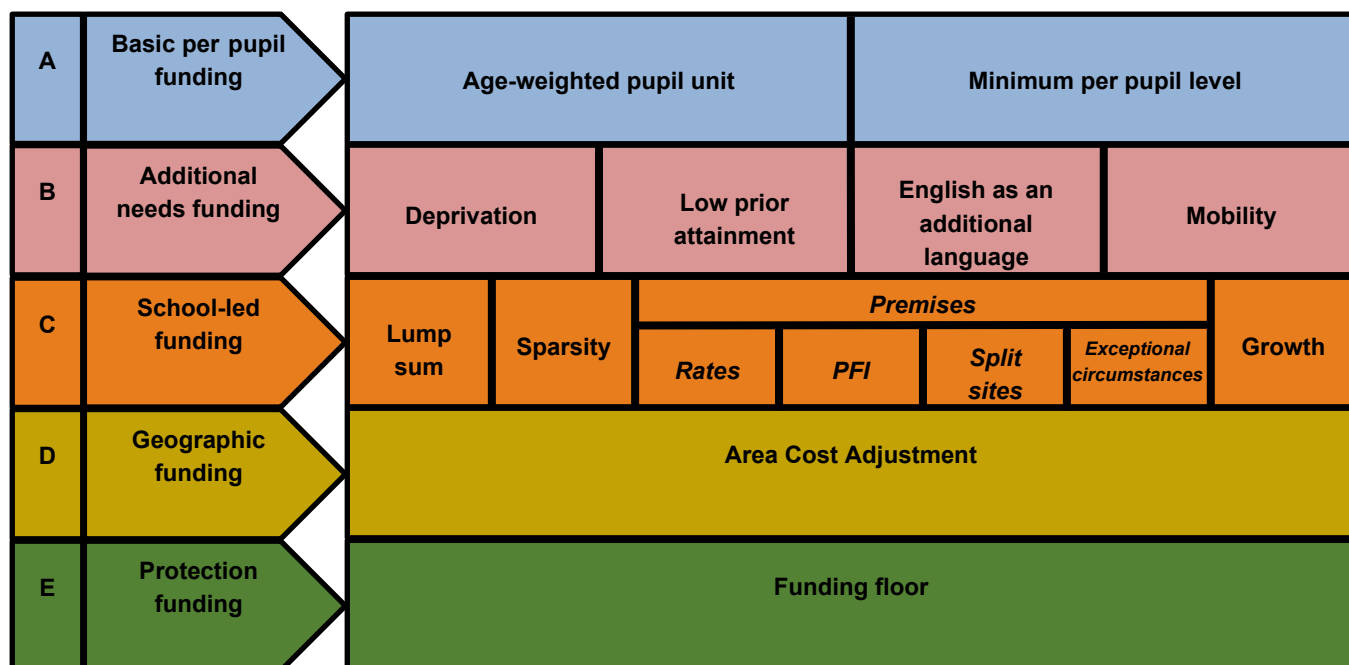 A
Basic per pupil
funding
Age-weighted pupil unit
Minimum per pupil level
B
Additional
needs funding
Deprivation
Low prior
attainment
English as an
additional
language
Mobility
C
School-led
funding
Lump
sum
Sparsity
Premises
Rates
PFI
Split
sites
Exceptional
circumstances
Growth
D
Geographic
funding
Area Cost Adjustment
E
Protection
funding
Funding floor